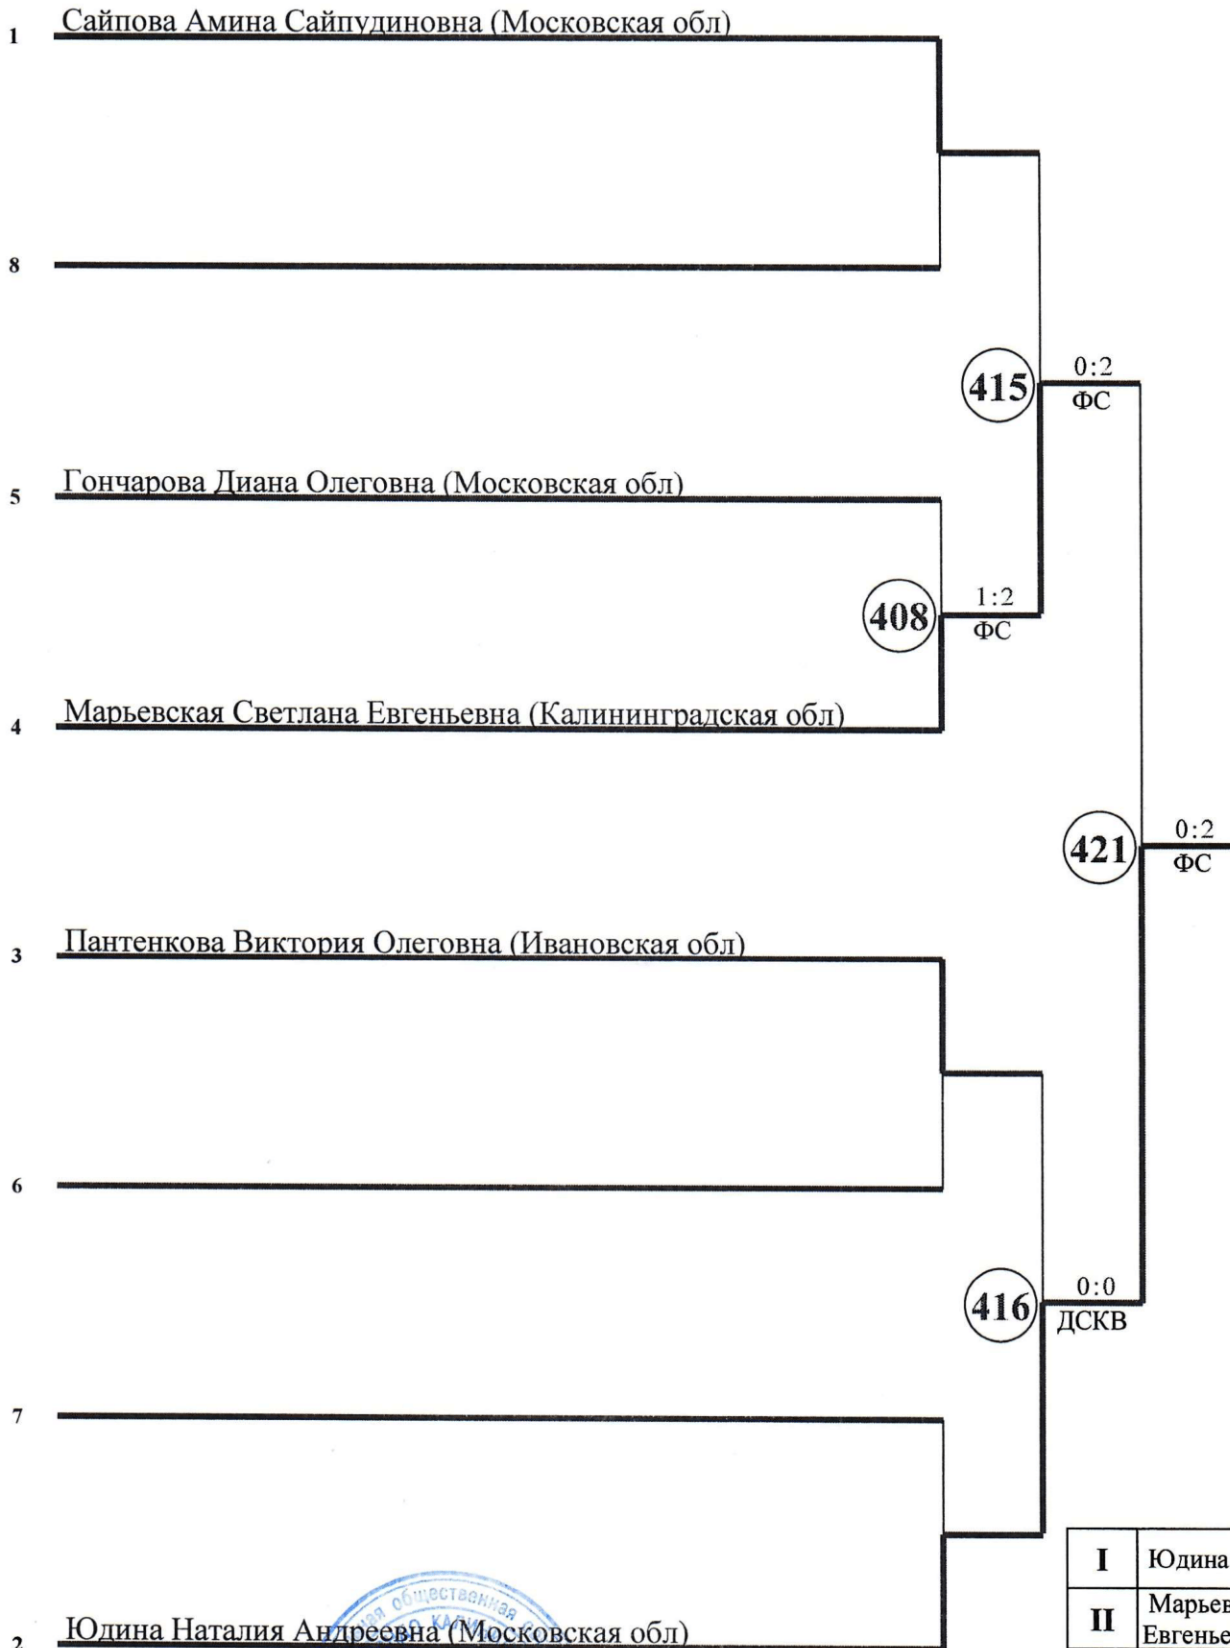 1 Сайпова Амина Сайпудиновна (Московская обл)
8
415 0:2
ФС
5 Гончарова Диана Олеговна (Московская обл)
408 1:2
ФС
4 Марьевская Светлана Евгеньевна (Калининградская обл)
421 0:2
ФС
3 Пантенкова Виктория Олеговна (Ивановская обл)
6
416 0:0
ДСКВ
7
I Юдина
II Марьев
Евгенье
общественная
2 Юдина Наталия Андреевна (Московская обл)